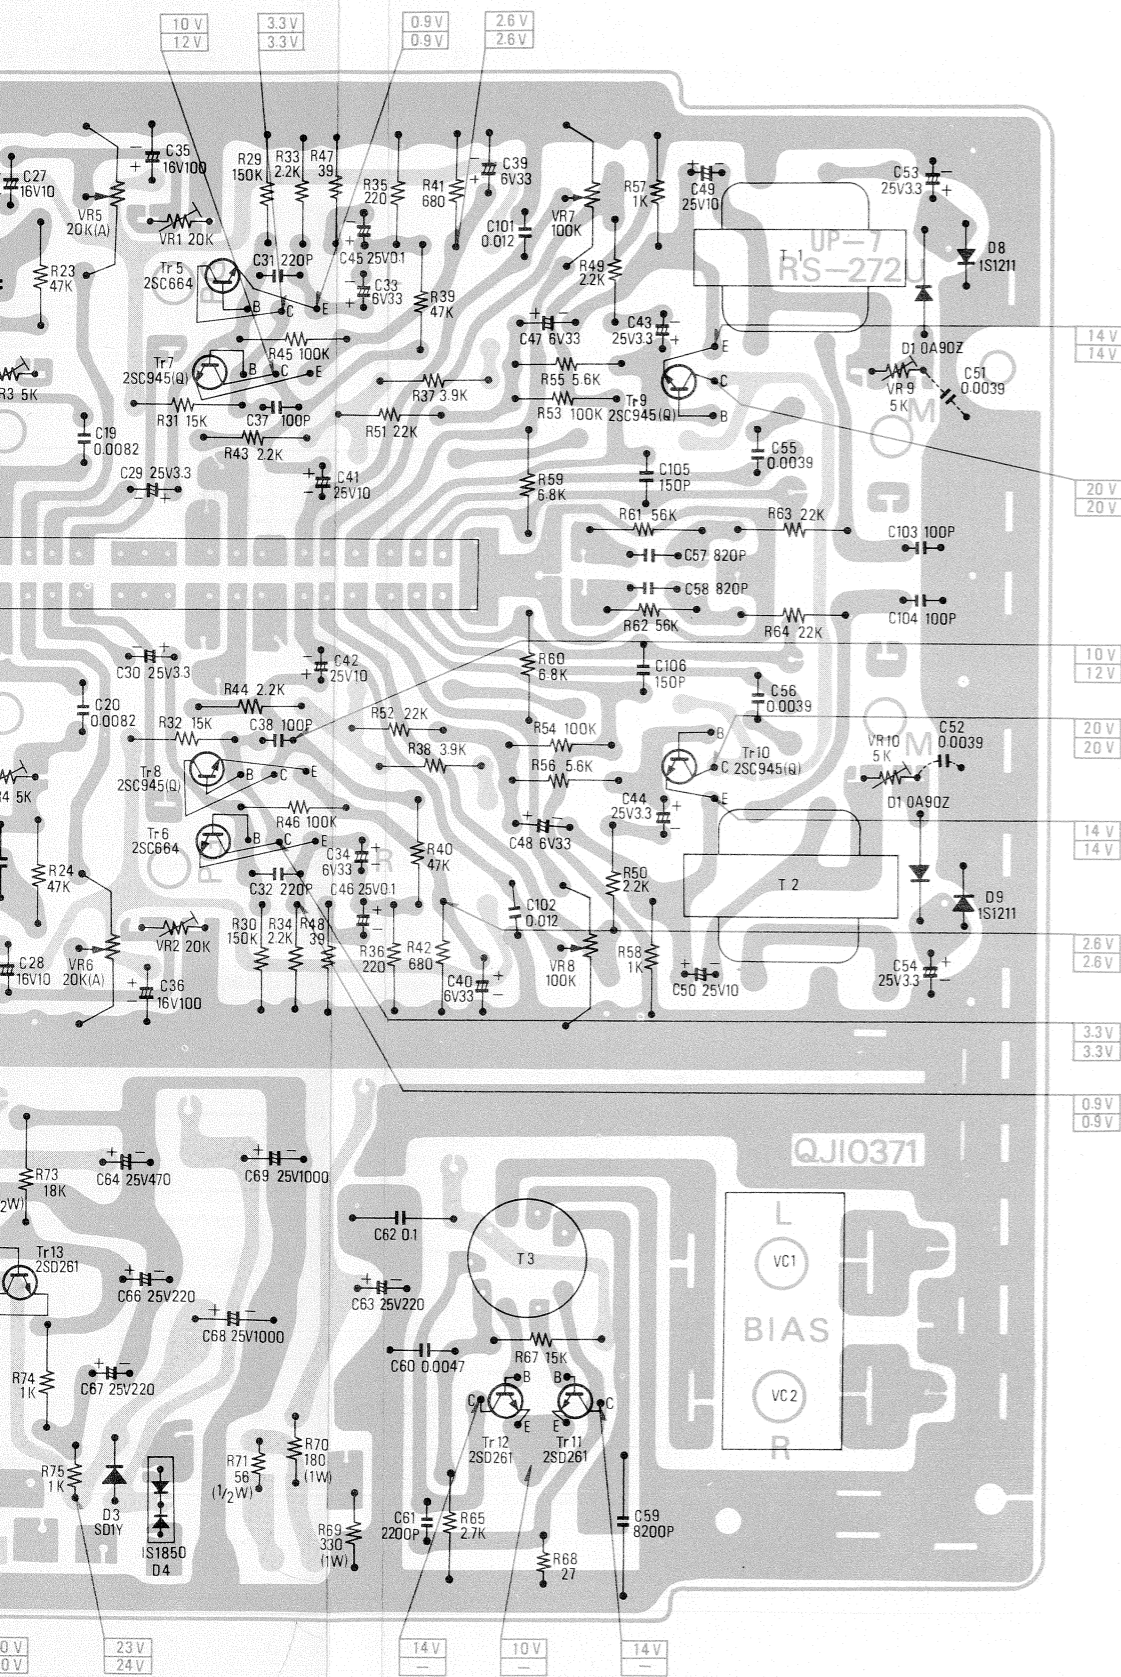 10 V
12 V
3.3 V
3.3 V
0.9 V
0.9 V
2.6 V
2.6 V
C27
16V10
C35
16V100
R29
150K
R33
2.2K
R47
39
R35
220
R41
680
C39
6V33
R57
1K
C49
25V10
C53
25V3.3
VR5
20K(A)
VR1 20K
C101
0.012
VR7
100K
C45 25V0.1
UP-7
RS-272U
T 1
D8
1S1211
R23
47K
Tr 5
2SC664
C31 220P
C33
6V33
R39
47K
R49
2.2K
B
C
E
C47 6V33
C43
25V3.3
E
14 V
14 V
R45 100K
D1 0A90Z
Tr7
2SC945(Q)
B
C
E
R37 3.9K
R55 5.6K
C
VR 9
5K
C51
0.0039
R3 5K
R31 15K
C37 100P
R51 22K
R53 100K
Tr 9
2SC945(Q)
B
M
C19
0.0082
R43 2.2K
C55
0.0039
C29 25V3.3
C41
25V10
R59
6.8K
C105
150P
20 V
20 V
R61 56K
R63 22K
C103 100P
C57 820P
C58 820P
R62 56K
R64 22K
C104 100P
C30 25V3.3
C42
25V10
R60
6.8K
C106
150P
10 V
12 V
C20
0.0082
R44 2.2K
C56
0.0039
R32 15K
C38 100P
R52 22K
R54 100K
B
20 V
20 V
R38 3.9K
R56 5.6K
Tr10
2SC945(Q)
C
VR10
5 K
M
C52
0.0039
Tr8
2SC945(Q)
B
C
E
R4 5K
E
D1 0A90Z
R46 100K
C44
25V3.3
Tr 6
2SC664
B
C
E
C48 6V33
14 V
14 V
C34
6V33
R
R40
47K
R24
47K
C32 220P
C46 25V0.1
R50
2.2K
T 2
D9
1S1211
C102
0.012
VR2 20K
R30
150K
R34
2.2K
R48
39
R36
220
R42
680
VR8
100K
R58
1K
2.6 V
2.6 V
C28
16V10
VR6
20K(A)
C36
16V100
C40
6V33
C50 25V10
C54
25V3.3
3.3 V
3.3 V
0.9 V
0.9 V
QJI0371
R73
18K
2W)
C64 25V470
C69 25V1000
C62 0.1
L
VC1
T 3
Tr13
2SD261
C66 25V220
C63 25V220
C68 25V1000
BIAS
R67 15K
C60 0.0047
R74
1K
C67 25V220
B
B
C
C
E
E
VC 2
R
Tr 12
2SD261
Tr 11
2SD261
R75
1K
R71
56
(1/2W)
R70
180
(1W)
D3
SD1Y
1S1850
D4
R69
330
(1W)
C61
2200P
R65
2.7K
C59
8200P
R68
27
0 V
0 V
23 V
24 V
14 V
—
10 V
—
14 V
—